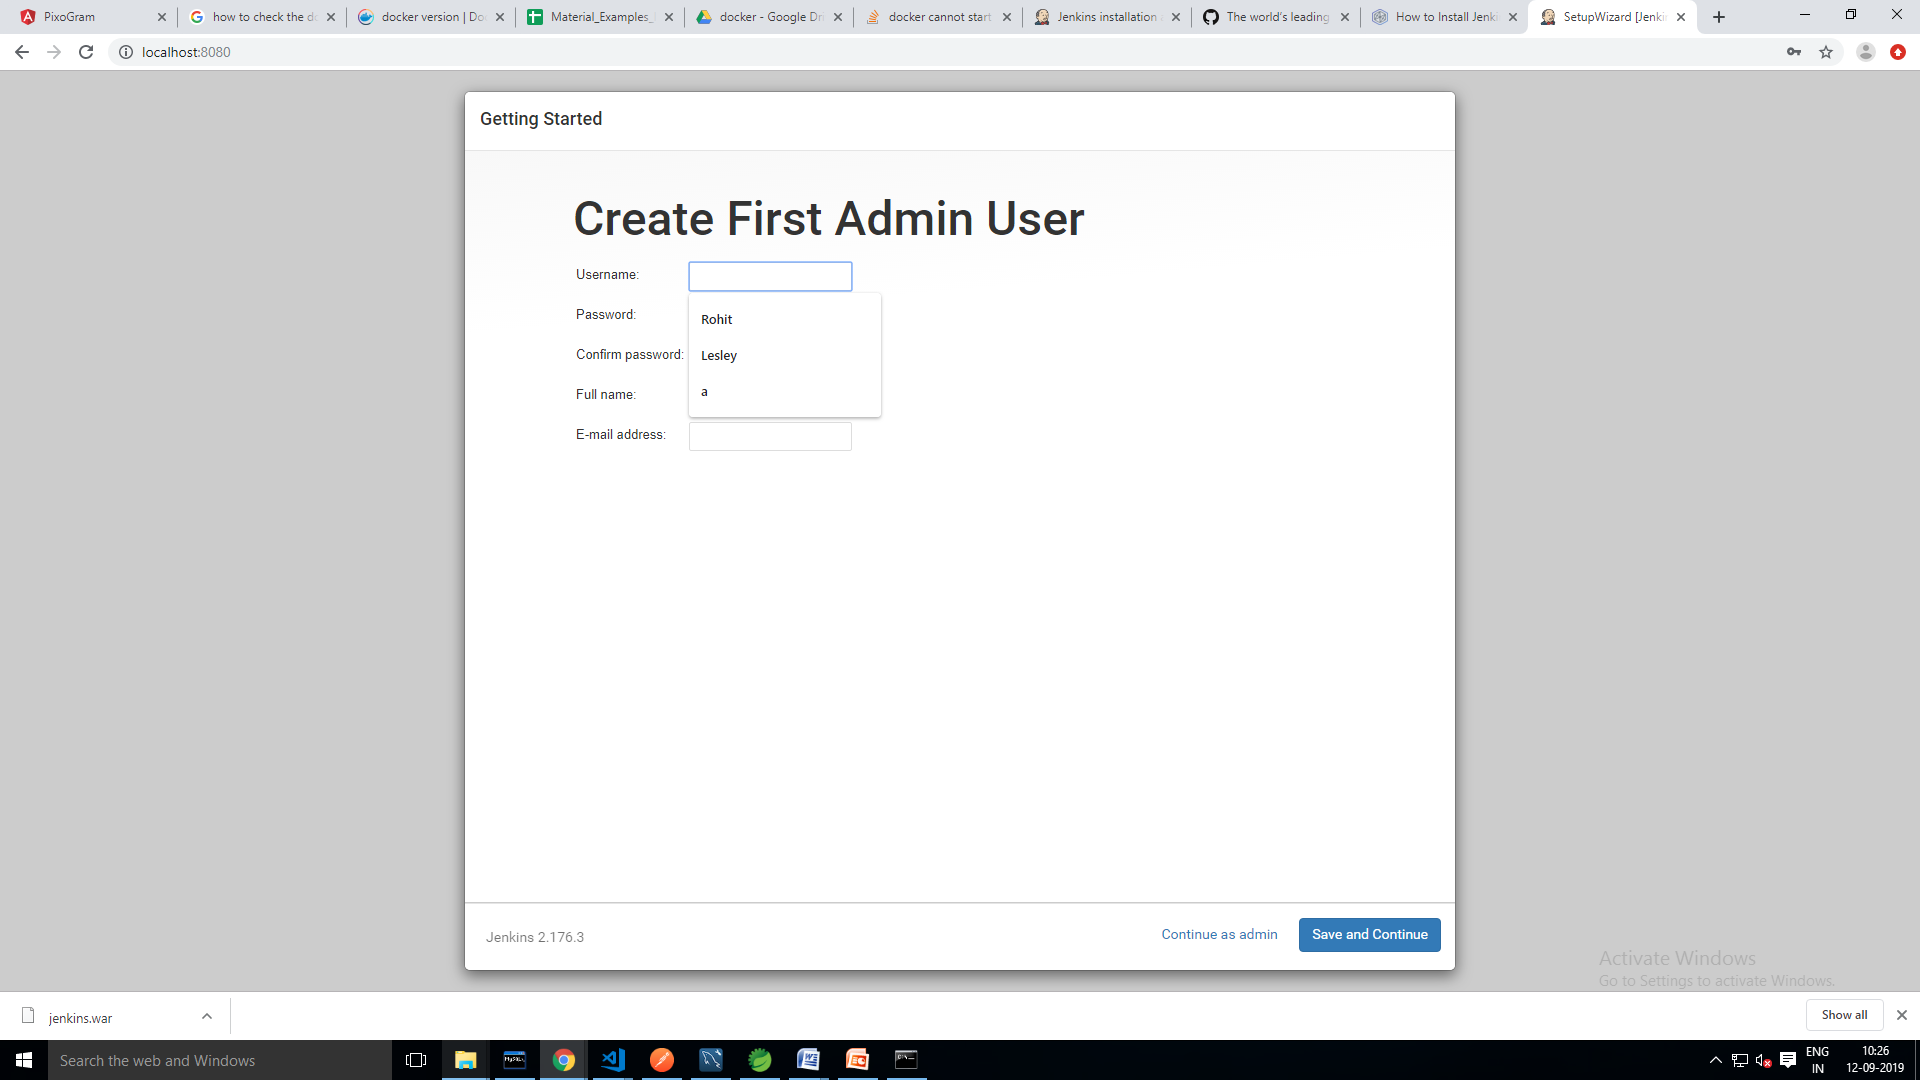 PixoGram
how to check the do
docker version | Do
Material_Examples_
docker - Google Dri
docker cannot start
Jenkins installation
The world's leading
How to Install Jenki
SetupWizard [Jenki
localhost:8080
Getting Started
Create First Admin User
Username:
Password:
Rohit
Confirm password:
Lesley
Full name:
a
E-mail address:
Jenkins 2.176.3
Continue as admin
Save and Continue
Activate Windows
Go to Settings to activate Windows.
jenkins.war
Show all
Search the web and Windows
ENG
IN
10:26
12-09-2019